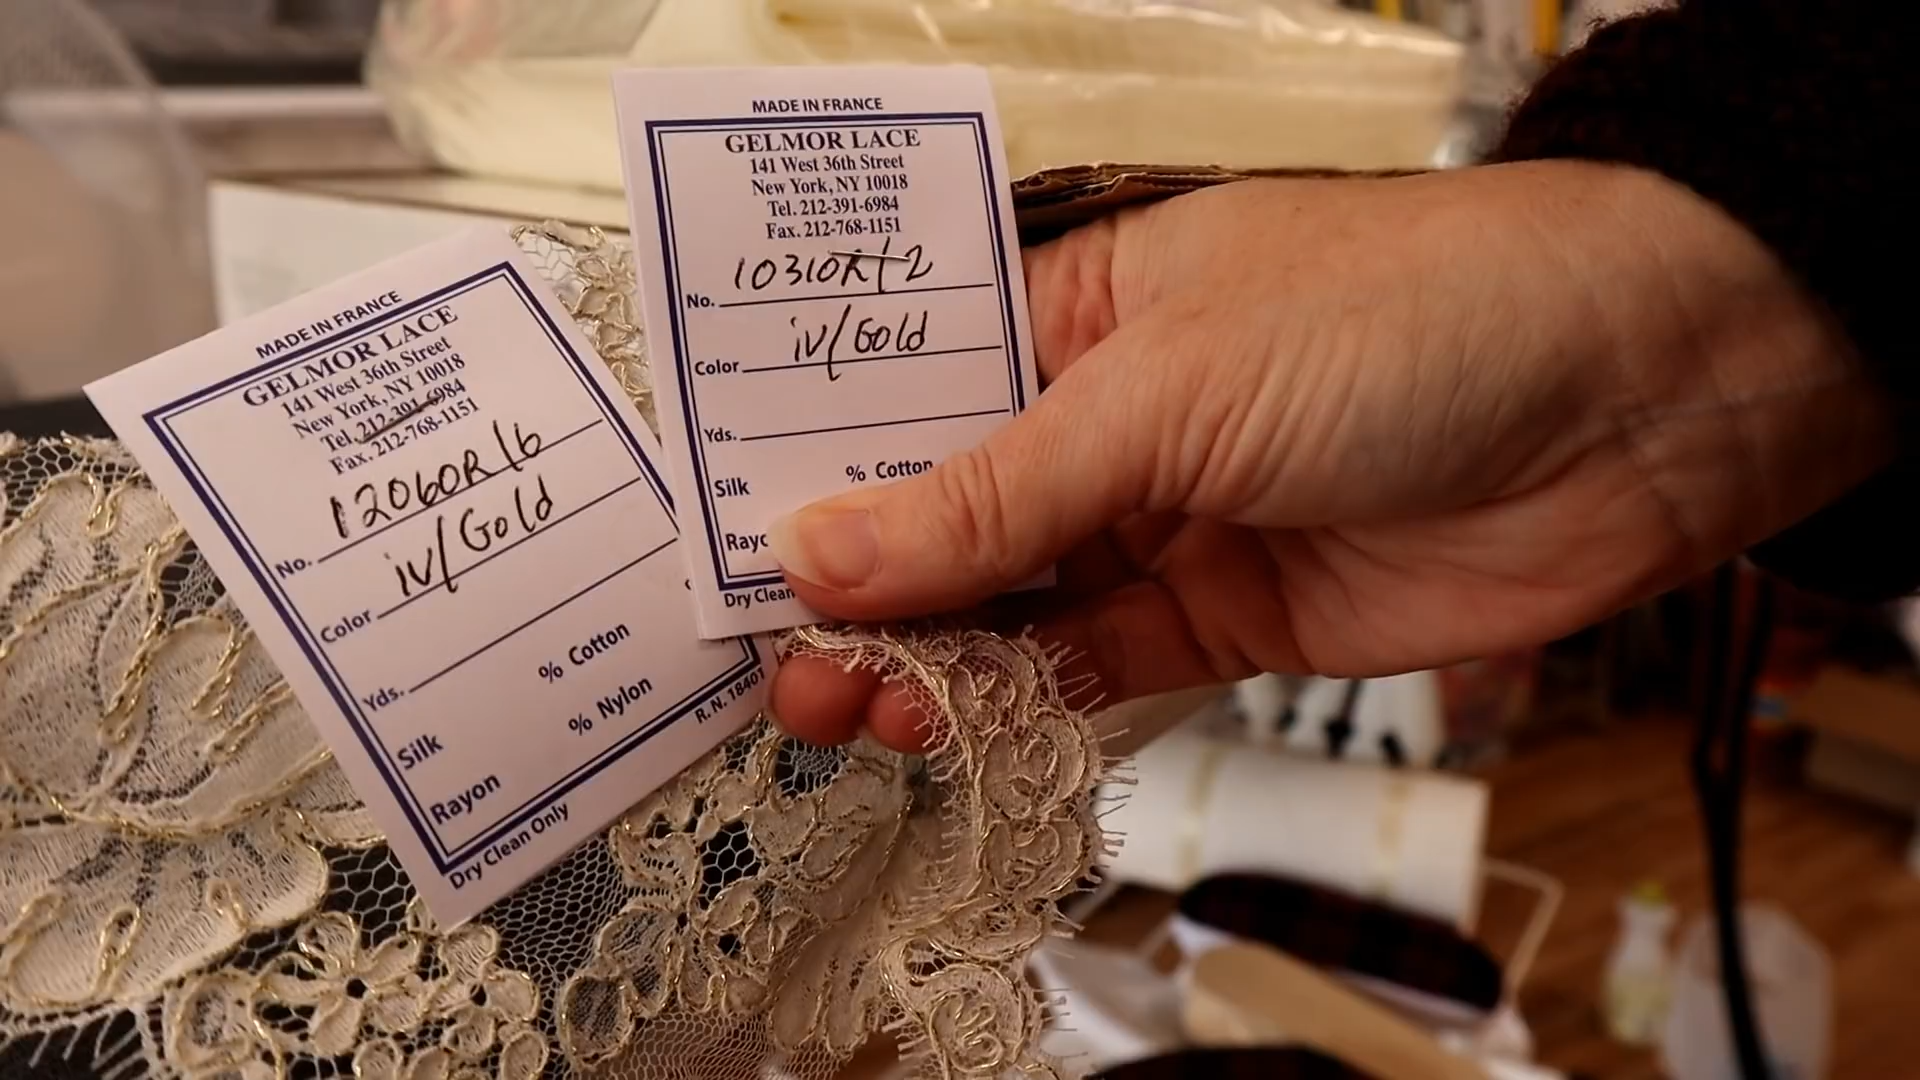 MADE IN FRANCE
GELMOR LACE
141 West 36th Street
New York, NY 10018
Tel. 212-391-6984
Fax. 212-768-1151
No. 12060R/6
Color iv/Gold
Yds.
% Cotton
Silk
% Nylon
Rayon
R. N. 18401
Dry Clean Only
MADE IN FRANCE
GELMOR LACE
141 West 36th Street
New York, NY 10018
Tel. 212-391-6984
Fax. 212-768-1151
No. 10310R/2
Color iv/Gold
Yds.
Silk % Cotton
Rayo
Dry Clean